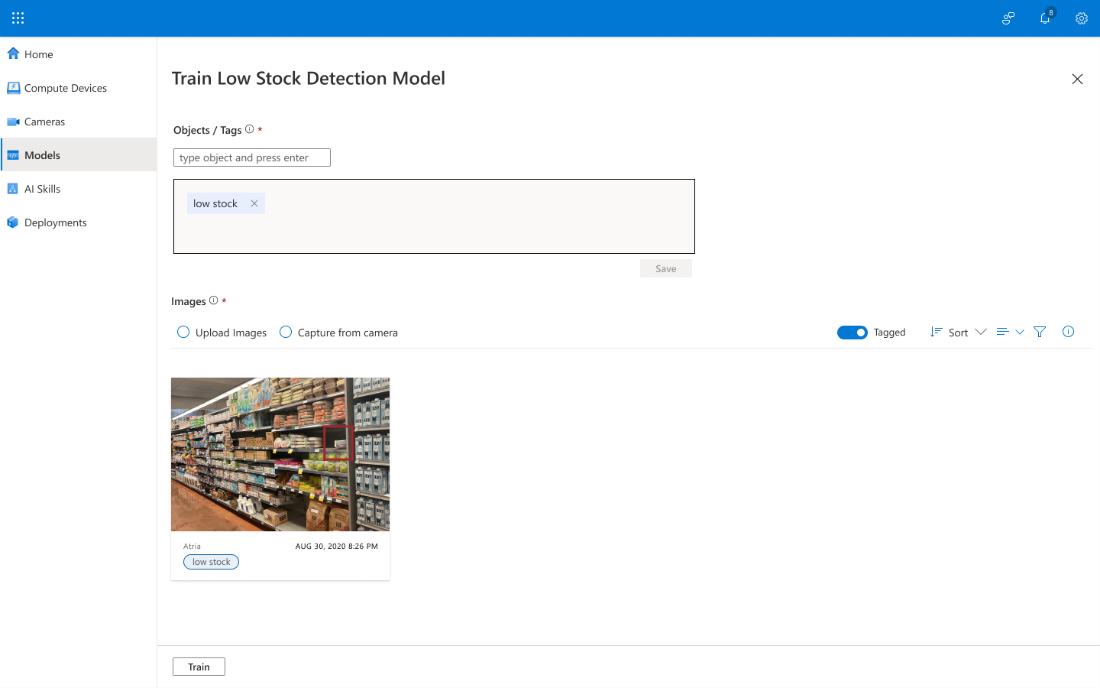 8
Home
Compute Devices
Cameras
Models
AI Skills
Deployments
Train Low Stock Detection Model
Objects / Tags *
type object and press enter
low stock
Save
Images *
Upload Images Capture from camera Tagged Sort
Atria AUG 30, 2020 8:26 PM
low stock
Train